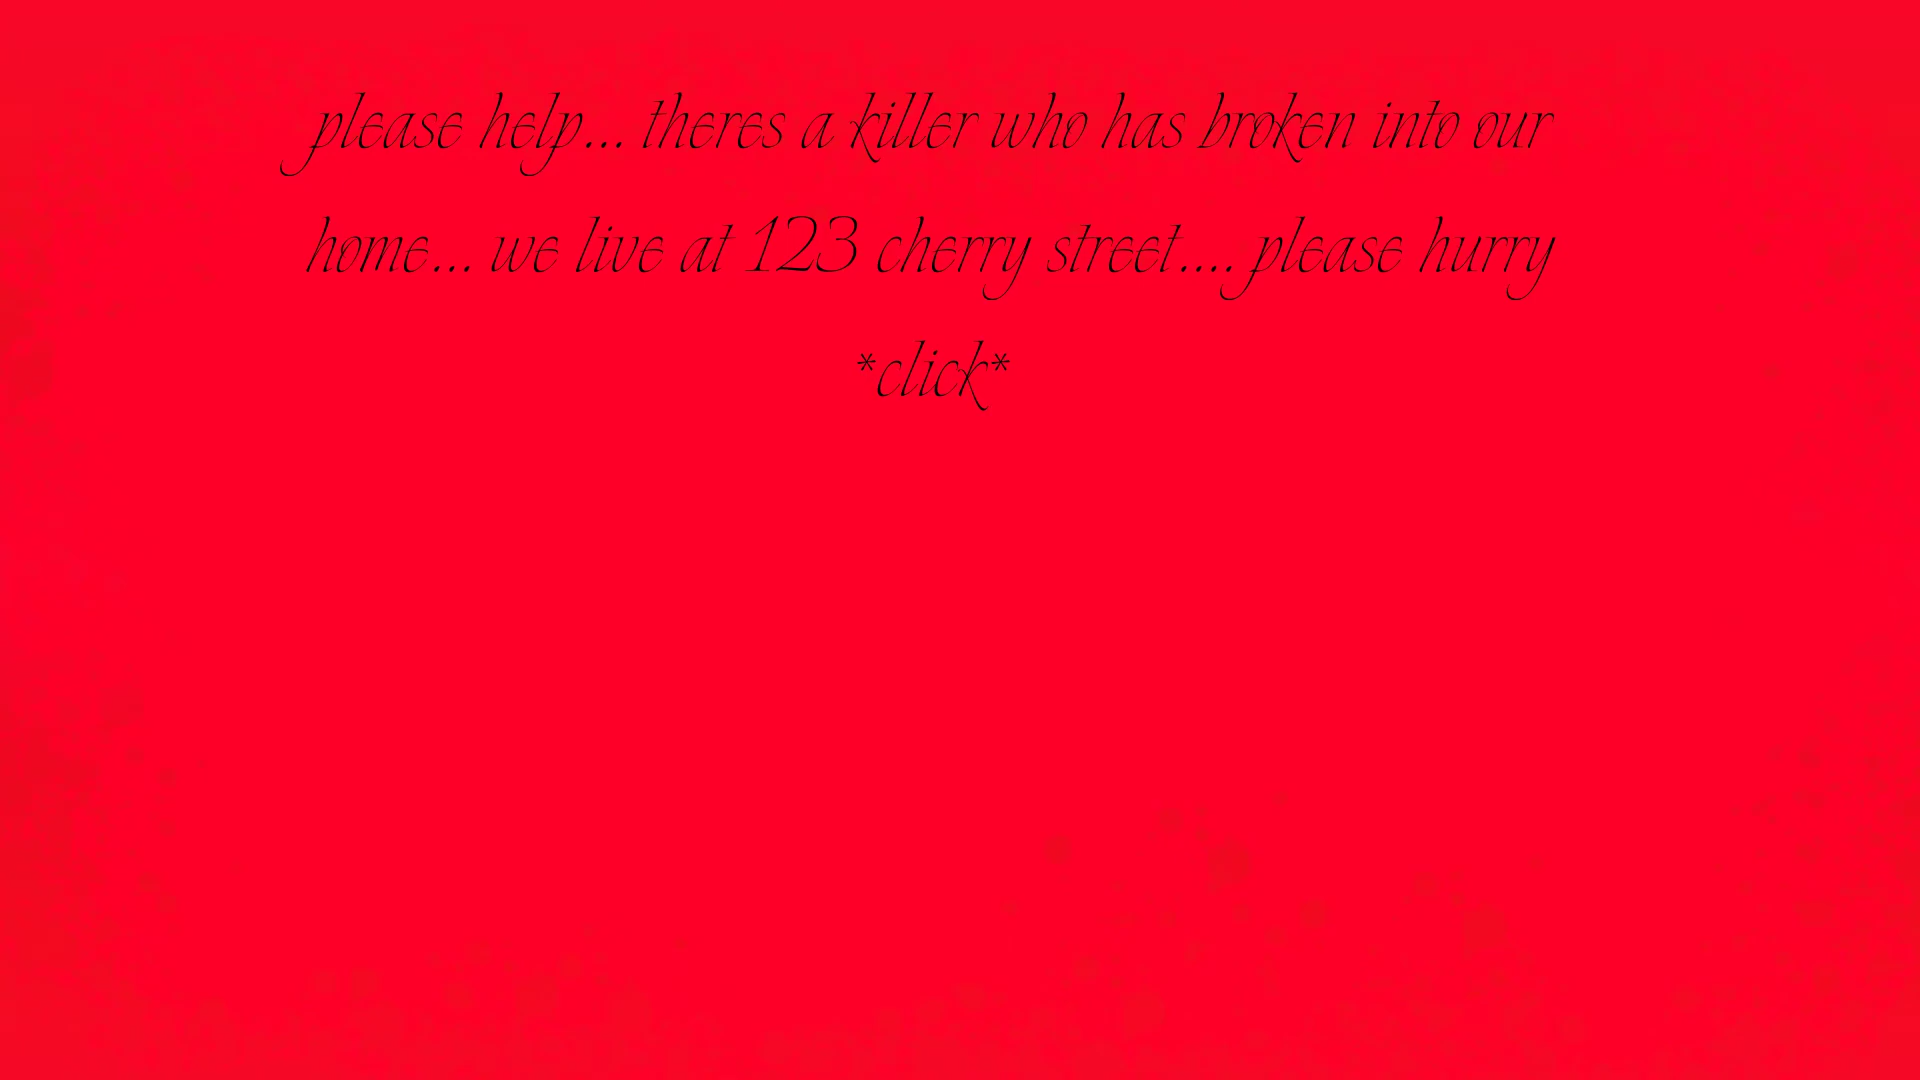 please help... theres a killer who has broken into our
home... we live at 123 cherry street.... please hurry
*click*